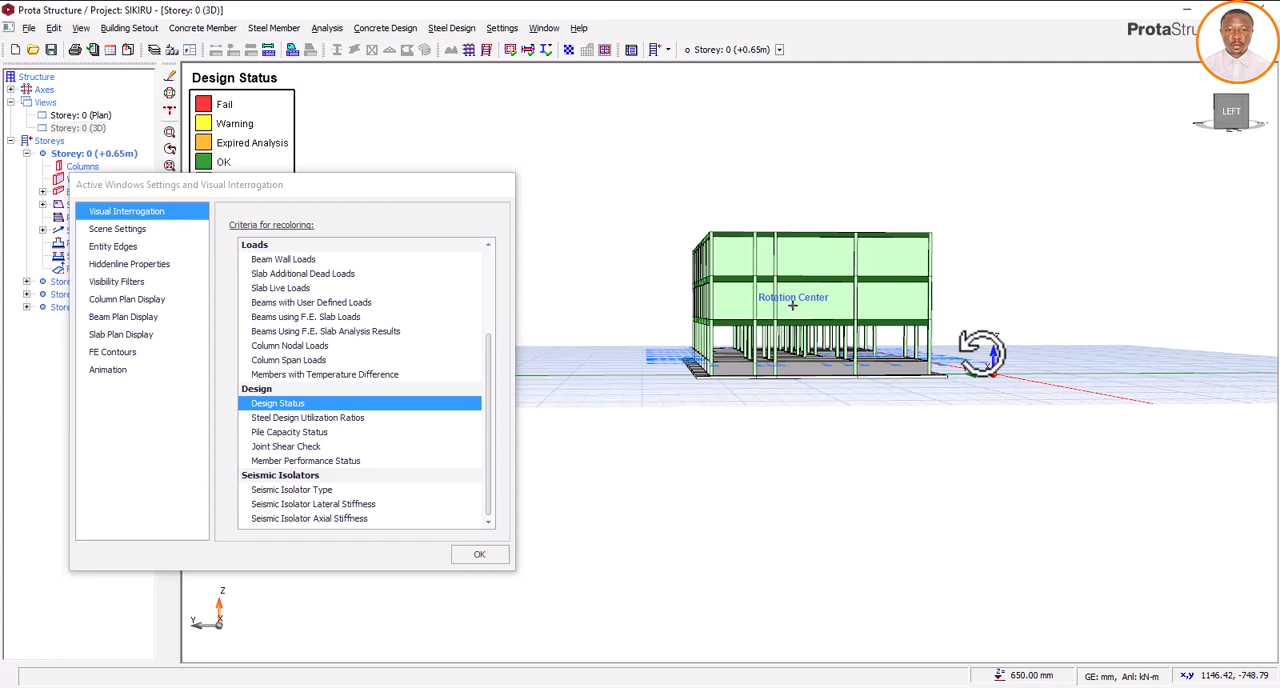 Prota Structure / Project: SIKIRU - [Storey: 0 (3D)]
File Edit View Building Setout Concrete Member Steel Member Analysis Concrete Design Steel Design Settings Window Help
Storey: 0 (+0.65m)
Structure
Axes
Views
Storey: 0 (Plan)
Storey: 0 (3D)
Storeys
Storey: 0 (+0.65m)
Columns
Design Status
Fail
Warning
Expired Analysis
OK
LEFT
Active Windows Settings and Visual Interrogation
Visual Interrogation
Scene Settings
Entity Edges
Hiddenline Properties
Visibility Filters
Column Plan Display
Beam Plan Display
Slab Plan Display
FE Contours
Animation
Criteria for recoloring:
Loads
Beam Wall Loads
Slab Additional Dead Loads
Slab Live Loads
Beams with User Defined Loads
Beams using F.E. Slab Loads
Beams Using F.E. Slab Analysis Results
Column Nodal Loads
Column Span Loads
Members with Temperature Difference
Design
Design Status
Steel Design Utilization Ratios
Pile Capacity Status
Joint Shear Check
Member Performance Status
Seismic Isolators
Seismic Isolator Type
Seismic Isolator Lateral Stiffness
Seismic Isolator Axial Stiffness
OK
Rotation Center
Z
Y
X
Z= 650.00 mm GE: mm, Anl: kN-m x,y 1146.42, -748.79